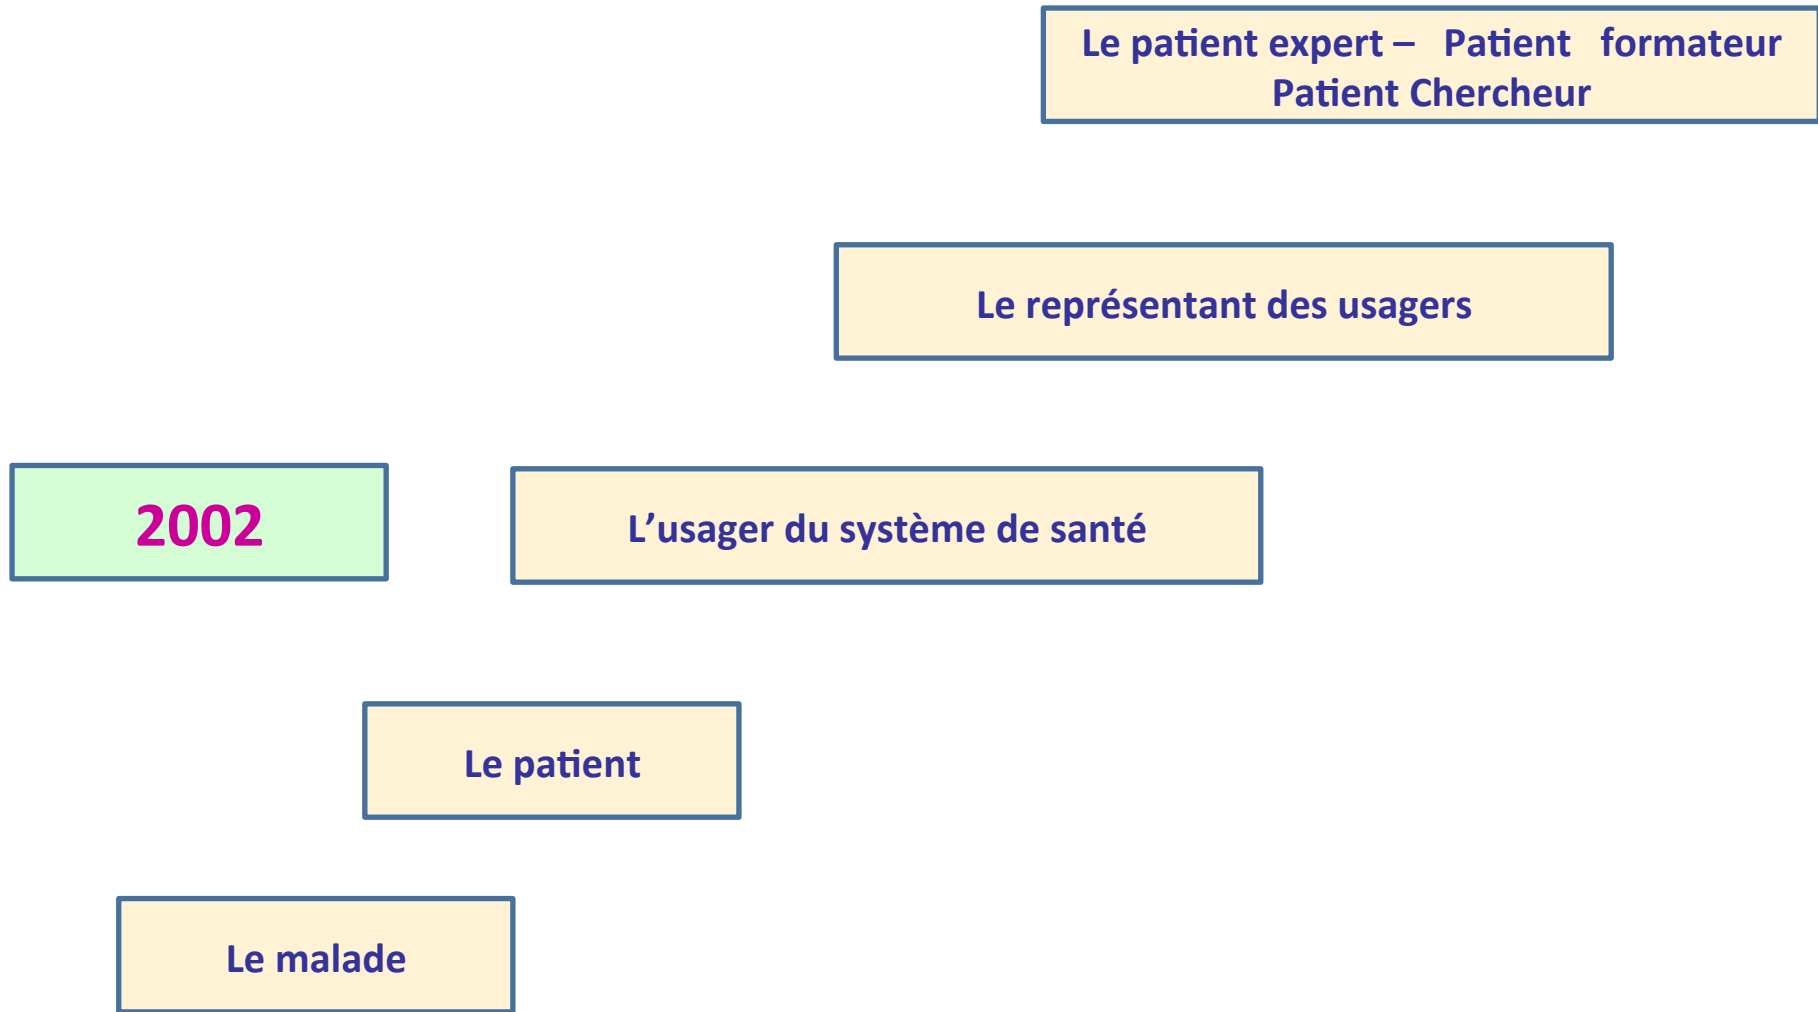 Le patient expert – Patient formateur
Patient Chercheur
Le représentant des usagers
2002
L’usager du système de santé
Le patient
Le malade